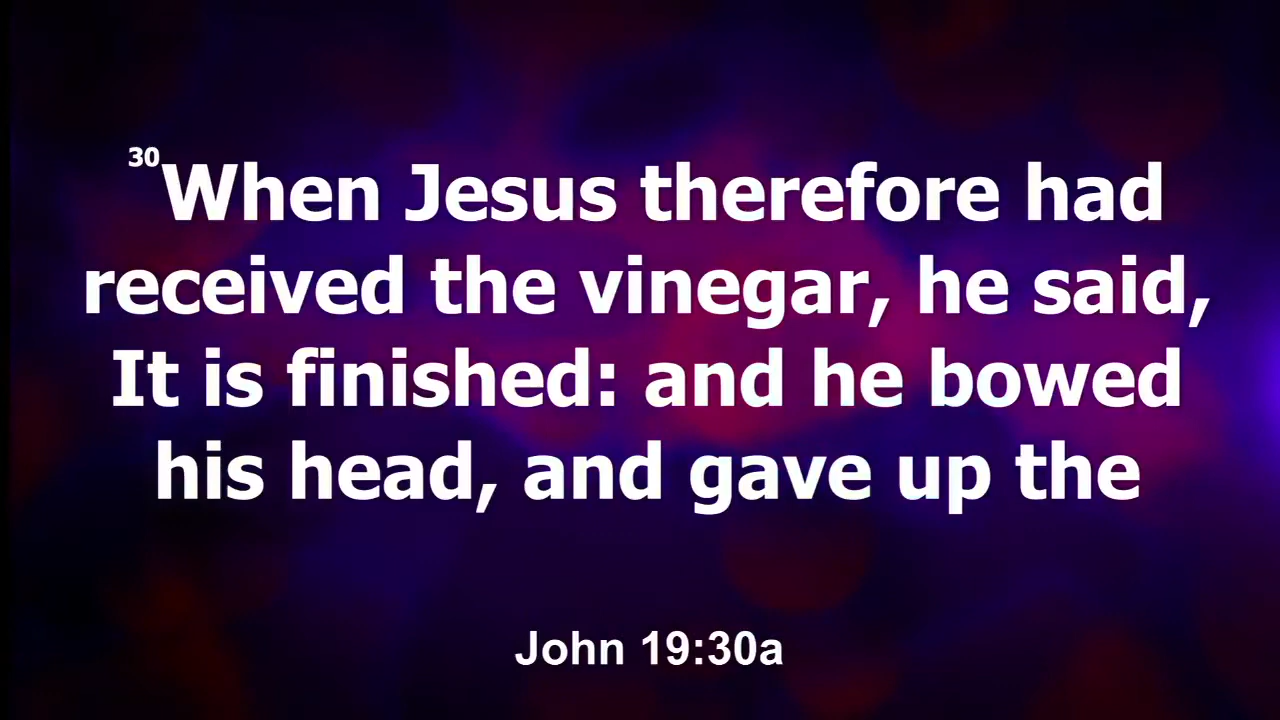 30When Jesus therefore had
received the vinegar, he said,
It is finished: and he bowed
his head, and gave up the
John 19:30a